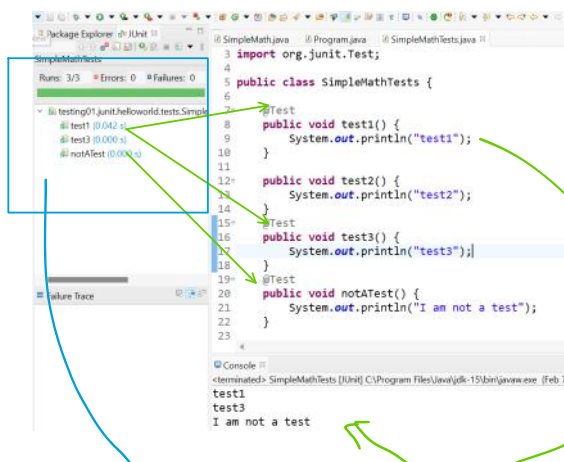 Package Explorer JUnit
SimpleMathTests
Runs: 3/3 Errors: 0 Failures: 0
testing01.junit.helloworld.tests.Simple
test1 (0.042 s)
test3 (0.000 s)
notATest (0.000 s)
Failure Trace
SimpleMath.java Program.java SimpleMathTests.java
3 import org.junit.Test;
5 public class SimpleMathTests {
6
7 @Test
8 public void test1() {
9 System.out.println("test1");
10 }
11
12 public void test2() {
13 System.out.println("test2");
14 }
15 @Test
16 public void test3() {
17 System.out.println("test3");
18 }
19 @Test
20 public void notATest() {
21 System.out.println("I am not a test");
22 }
23
Console
<terminated> SimpleMathTests [JUnit] C:\Program Files\Java\jdk-15\bin\javaw.exe (Feb 7
test1
test3
I am not a test